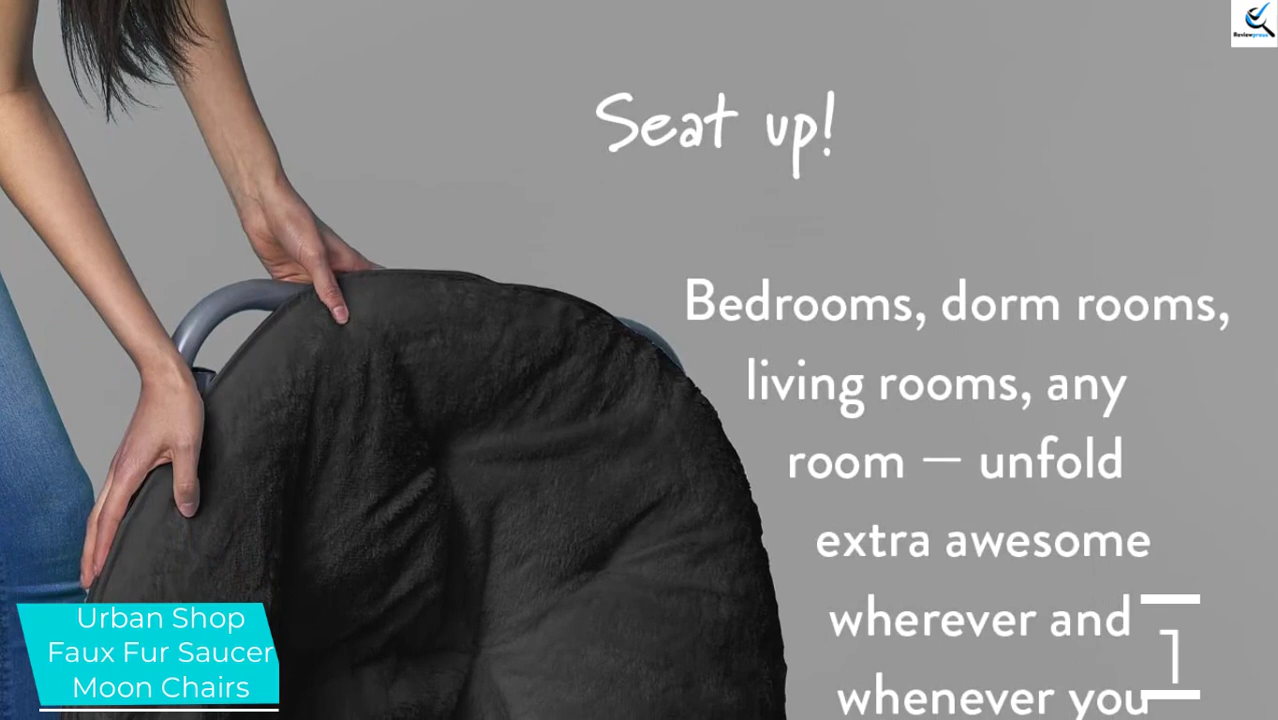 Seat up!
Bedrooms, dorm rooms,
living rooms, any
room — unfold
extra awesome
wherever and
whenever you
1
Urban Shop
Faux Fur Saucer
Moon Chairs